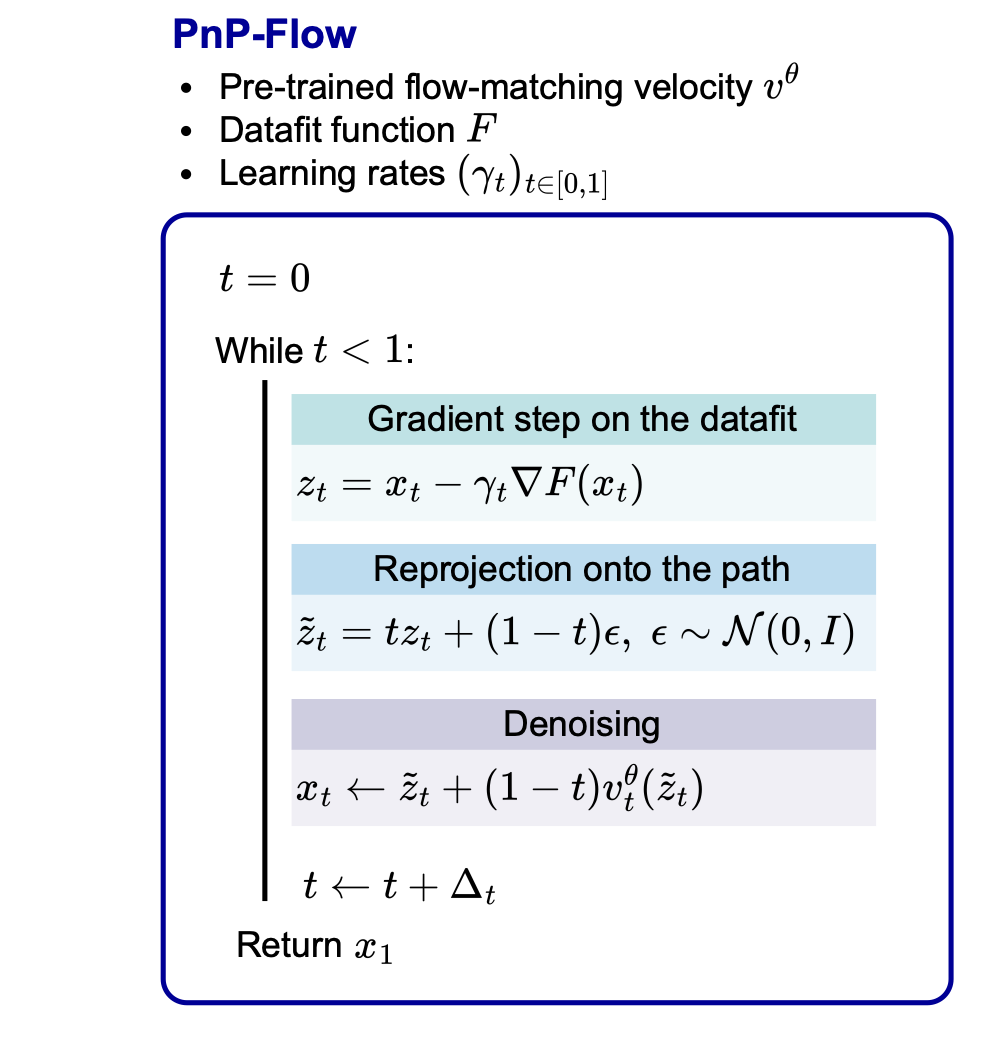 PnP-Flow
• Pre-trained flow-matching velocity $v^\theta$
• Datafit function $F$
• Learning rates $(\gamma_t)_{t \in [0,1]}$
$t = 0$
While $t < 1$:
Gradient step on the datafit
$z_t = x_t - \gamma_t \nabla F(x_t)$
Reprojection onto the path
$\tilde{z}_t = t z_t + (1 - t)\epsilon, \ \epsilon \sim \mathcal{N}(0, I)$
Denoising
$x_t \leftarrow \tilde{z}_t + (1 - t) v_t^\theta(\tilde{z}_t)$
$t \leftarrow t + \Delta_t$
Return $x_1$